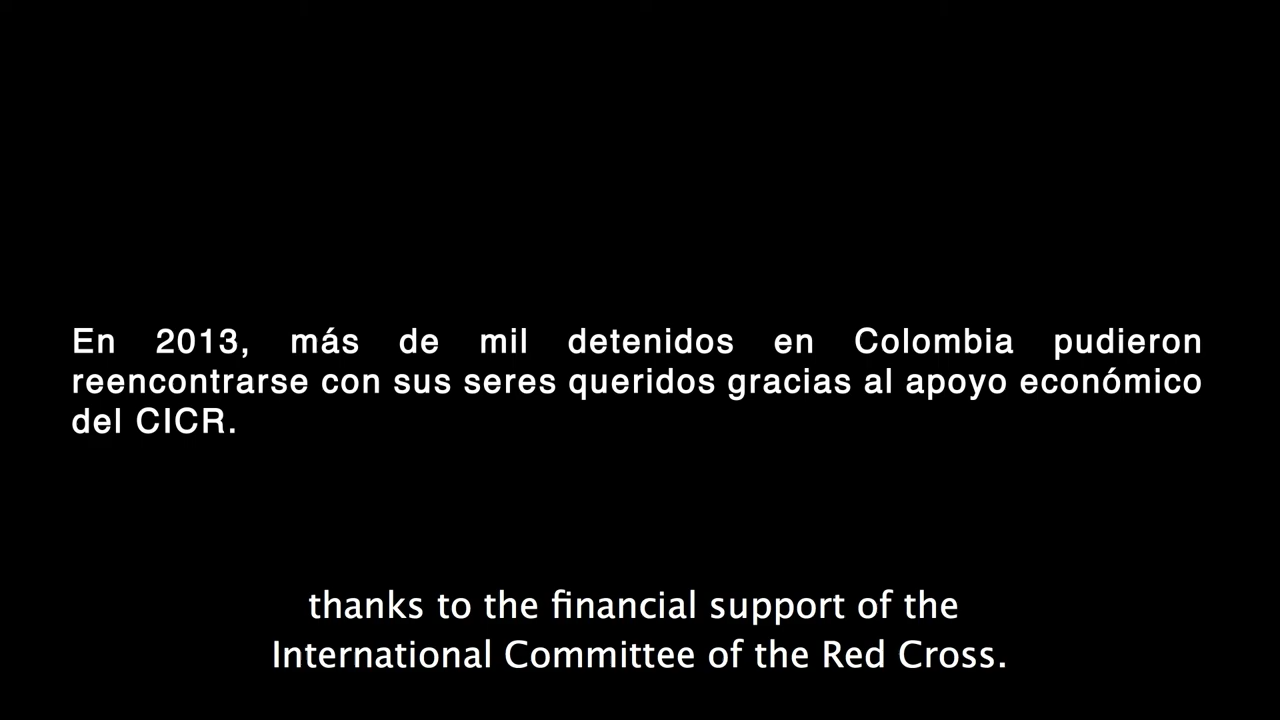 En 2013, más de mil detenidos en Colombia pudieron
reencontrarse con sus seres queridos gracias al apoyo económico
del CICR.
thanks to the financial support of the
International Committee of the Red Cross.